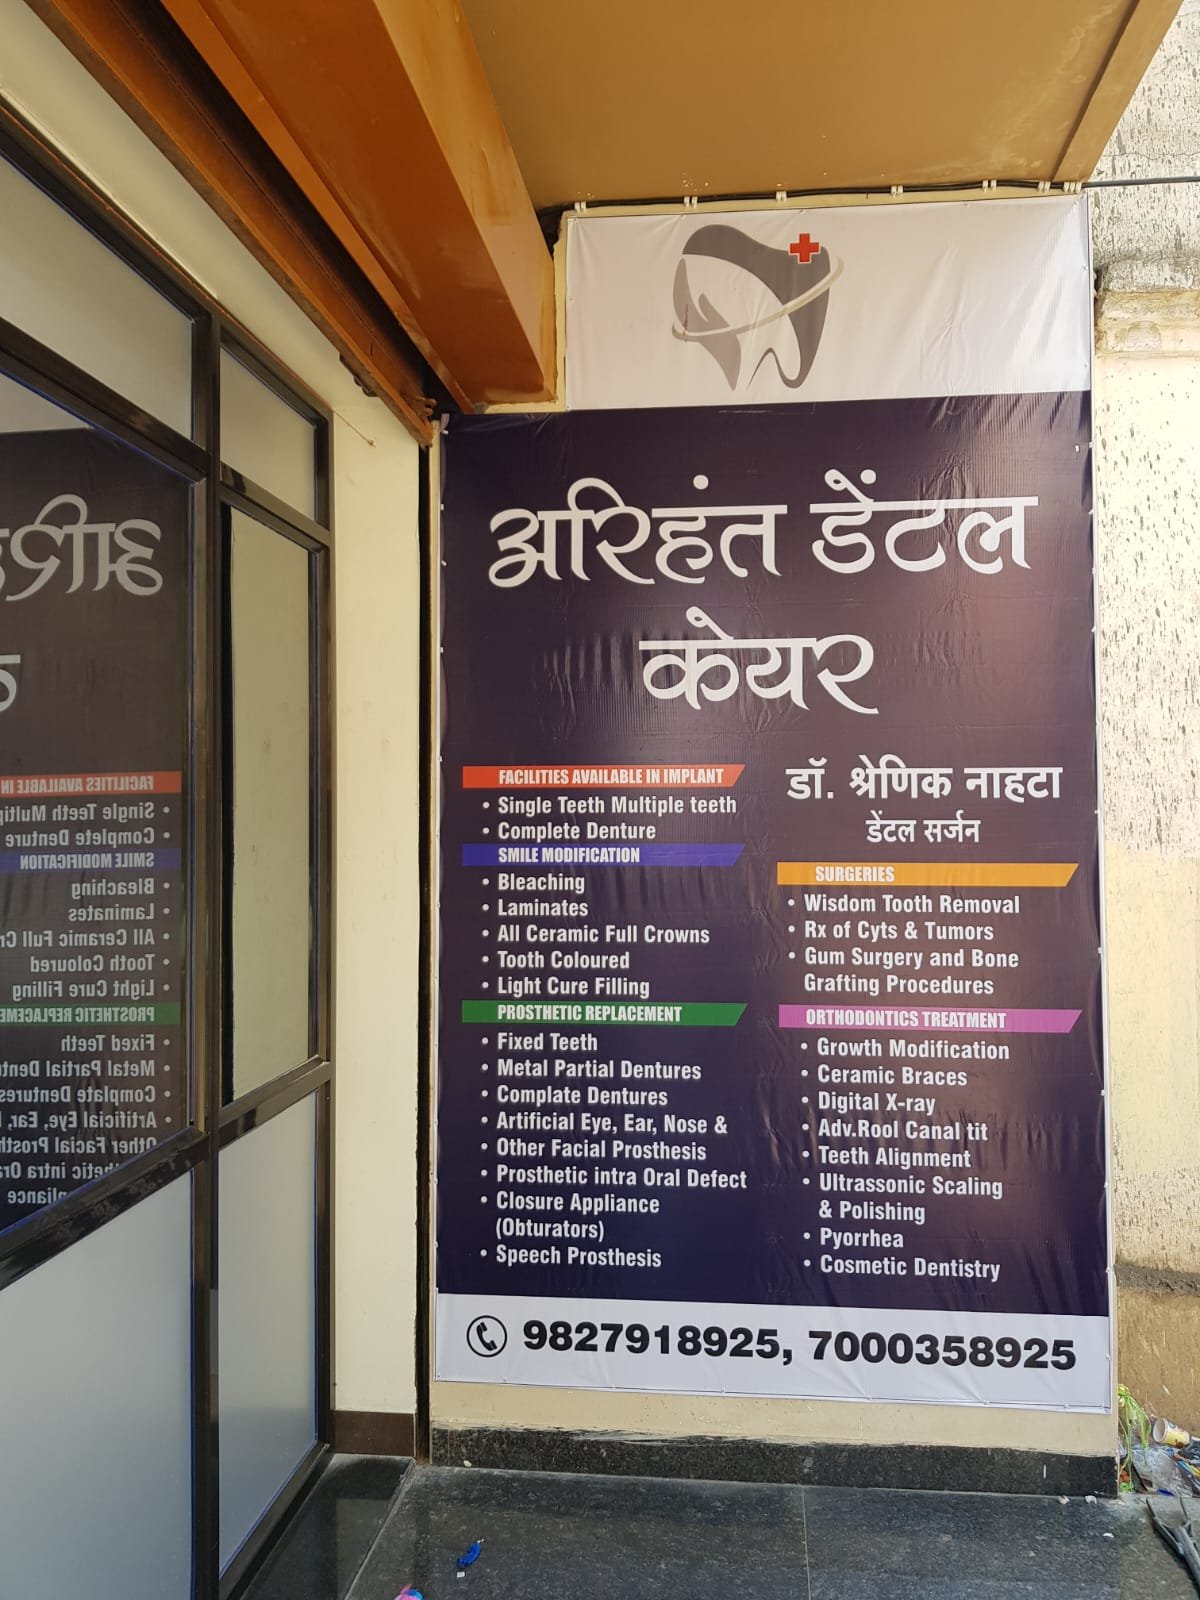 अरिहंत डेंटल
केयर
FACILITIES AVAILABLE IN IMPLANT
• Single Teeth Multiple teeth
• Complete Denture
SMILE MODIFICATION
• Bleaching
• Laminates
• All Ceramic Full Crowns
• Tooth Coloured
• Light Cure Filling
PROSTHETIC REPLACEMENT
• Fixed Teeth
• Metal Partial Dentures
• Complate Dentures
• Artificial Eye, Ear, Nose &
• Other Facial Prosthesis
• Prosthetic intra Oral Defect
• Closure Appliance
(Obturators)
• Speech Prosthesis
डॉ. श्रेणिक नाहटा
डेंटल सर्जन
SURGERIES
• Wisdom Tooth Removal
• Rx of Cyts & Tumors
• Gum Surgery and Bone
Grafting Procedures
ORTHODONTICS TREATMENT
• Growth Modification
• Ceramic Braces
• Digital X-ray
• Adv.Rool Canal tit
• Teeth Alignment
• Ultrassonic Scaling
& Polishing
• Pyorrhea
• Cosmetic Dentistry
9827918925, 7000358925